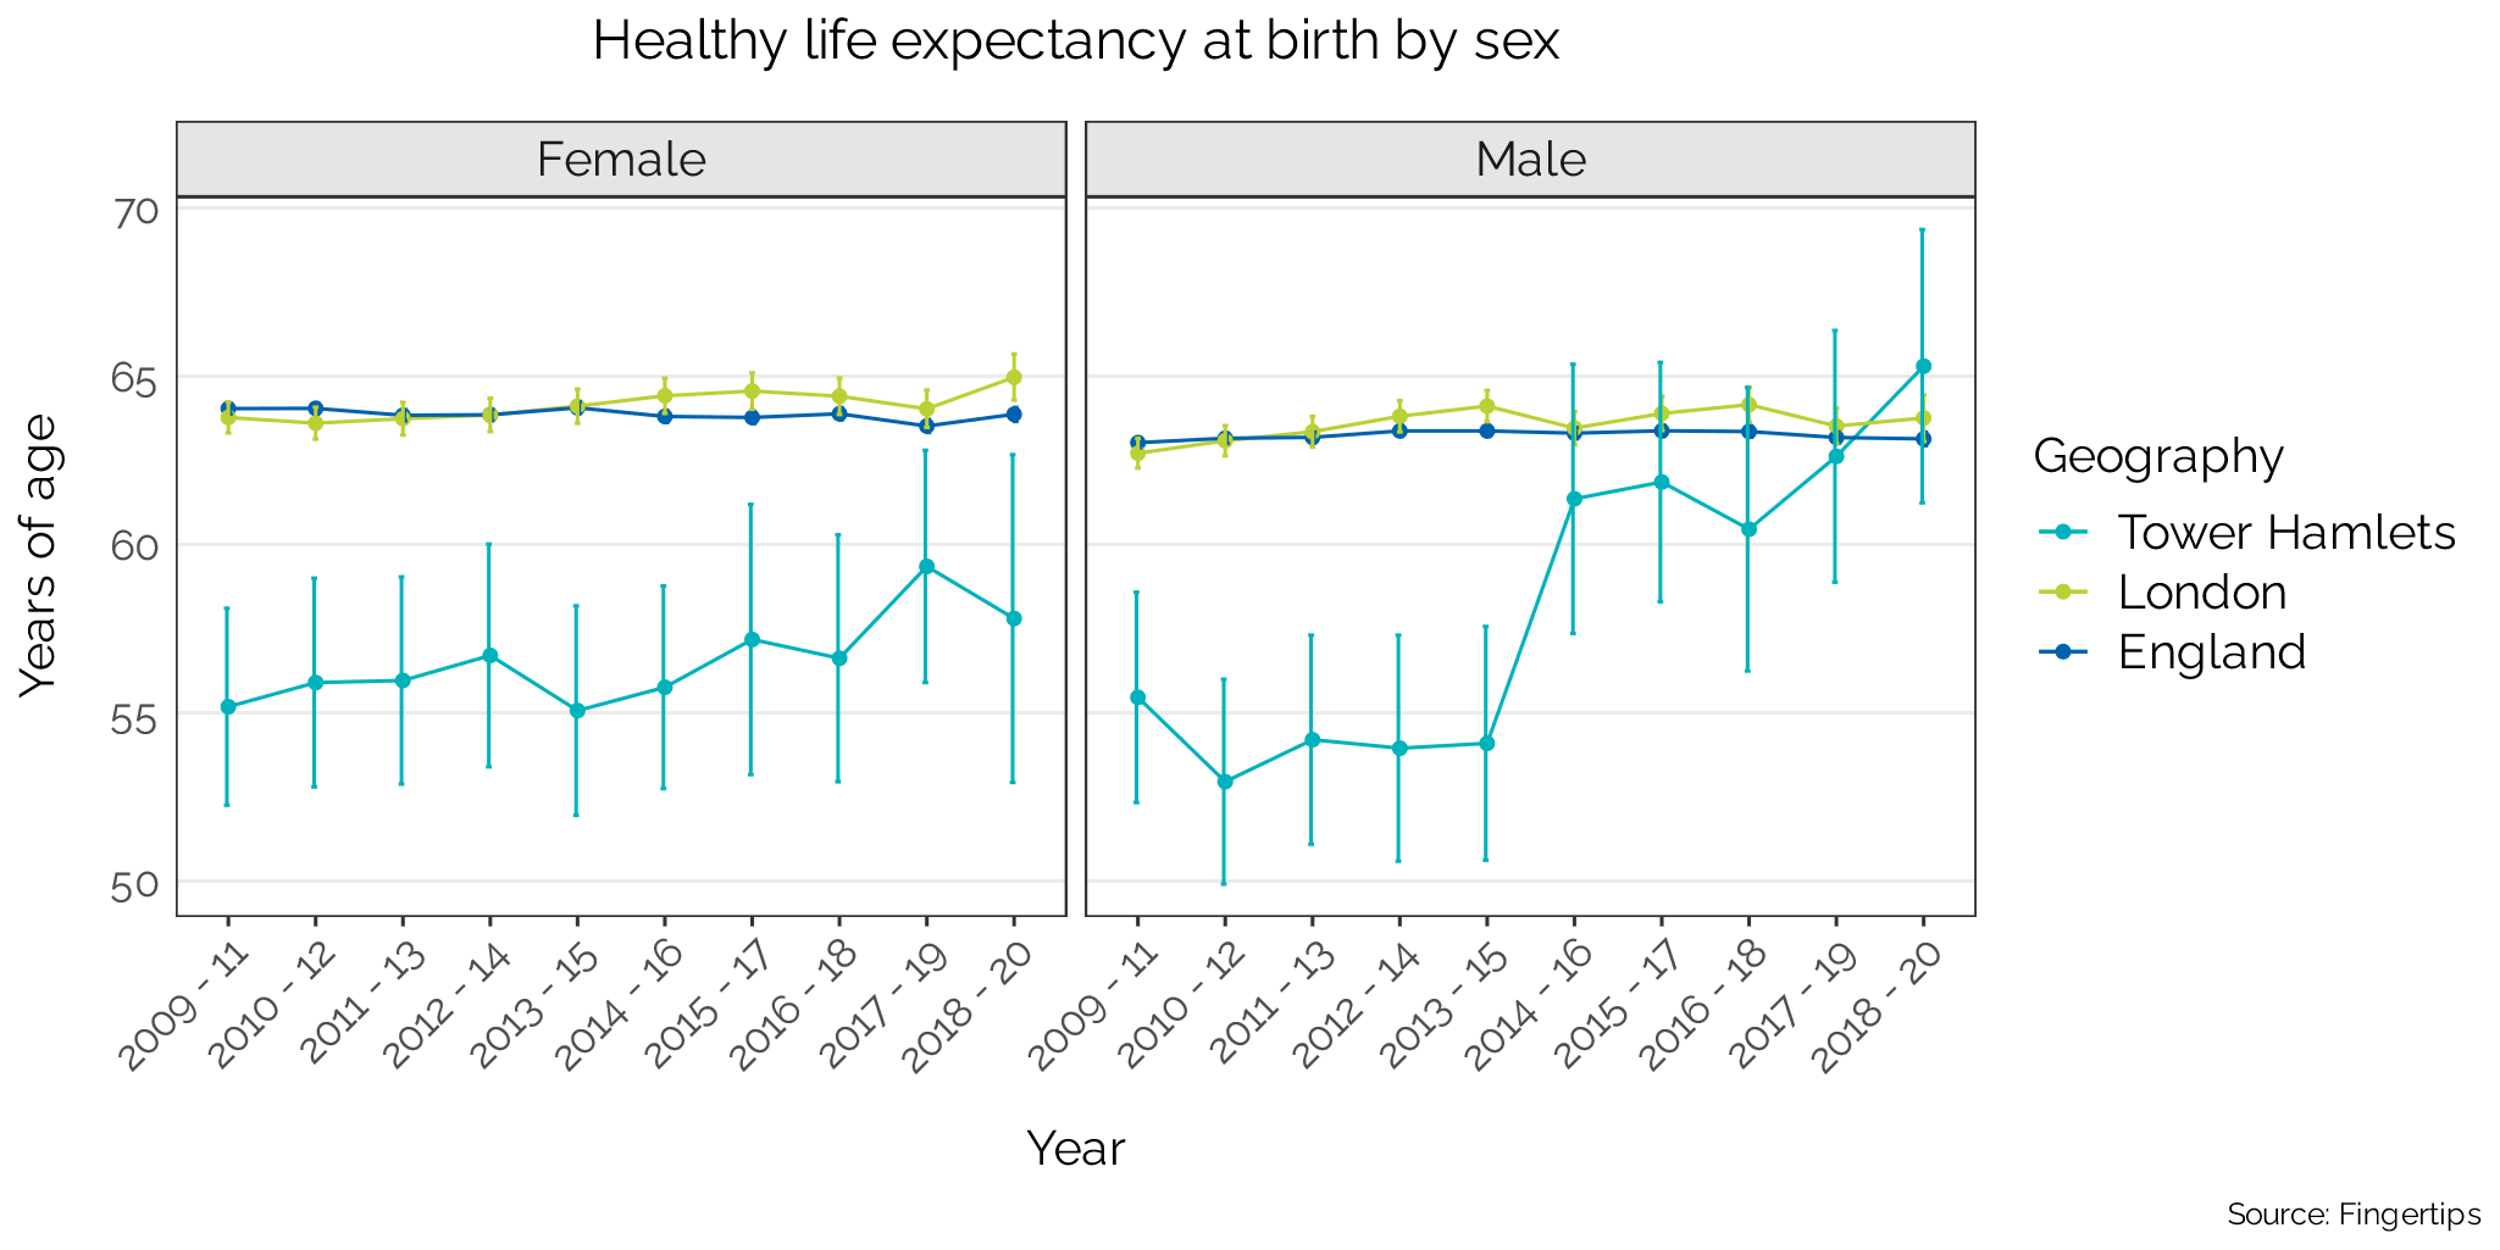 Healthy life expectancy at birth by sex
Female
Male
70
65
60
55
50
Years of age
2009 - 11
2010 - 12
2011 - 13
2012 - 14
2013 - 15
2014 - 16
2015 - 17
2016 - 18
2017 - 19
2018 - 20
2009 - 11
2010 - 12
2011 - 13
2012 - 14
2013 - 15
2014 - 16
2015 - 17
2016 - 18
2017 - 19
2018 - 20
Year
Geography
Tower Hamlets
London
England
Source: Fingertips